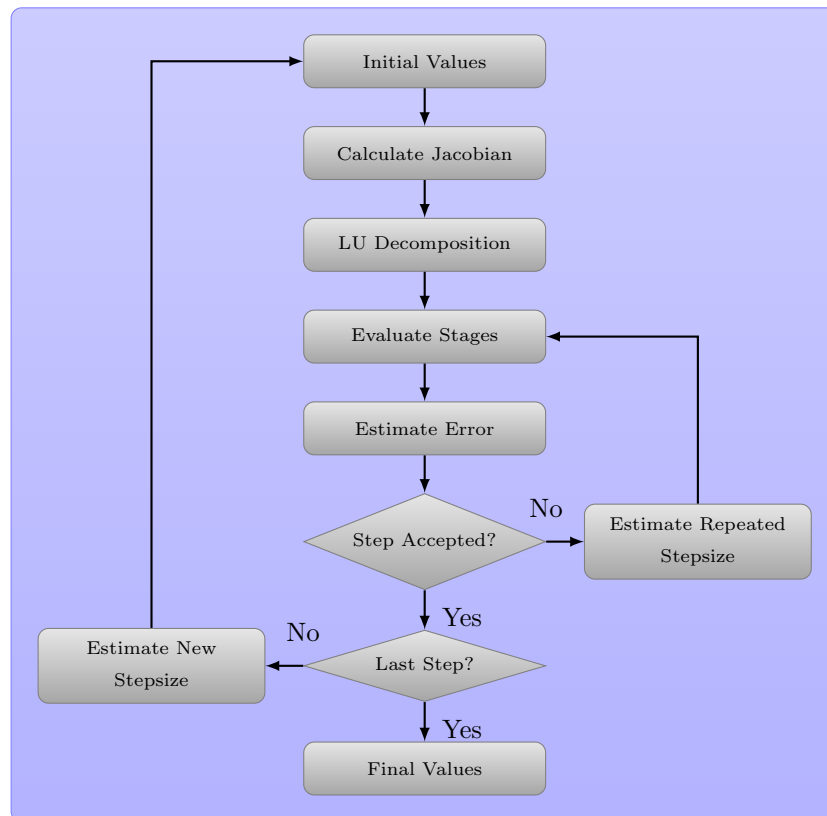 Initial Values
Calculate Jacobian
LU Decomposition
Evaluate Stages
Estimate Error
Step Accepted?
No
Estimate Repeated
Stepsize
Yes
No
Estimate New
Stepsize
Last Step?
Yes
Final Values